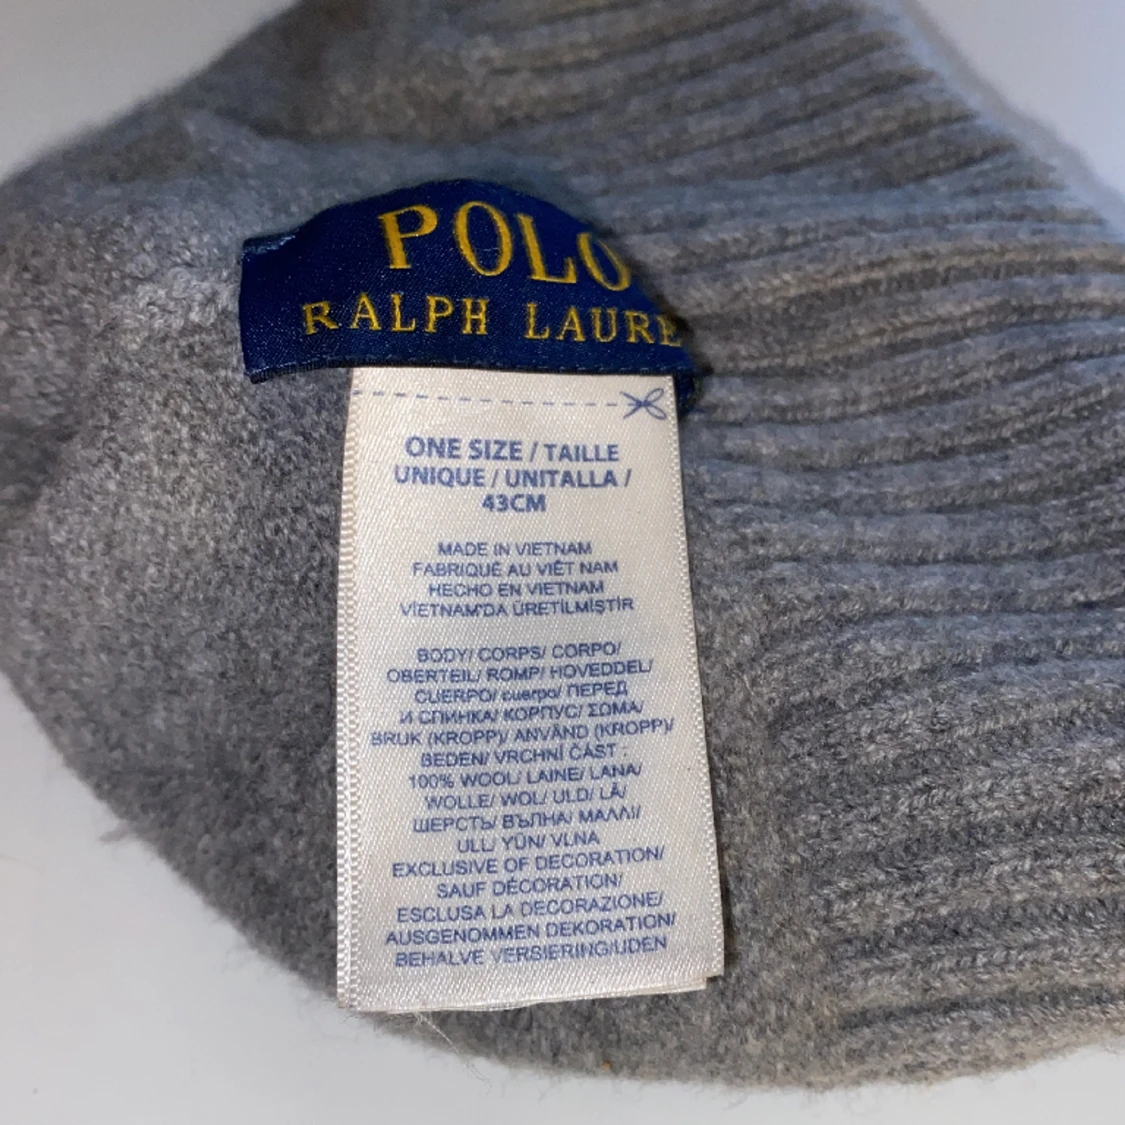 POLO
RALPH LAURE
ONE SIZE / TAILLE
UNIQUE / UNITALLA /
43CM
MADE IN VIETNAM
FABRIQUÉ AU VIÊT NAM
HECHO EN VIETNAM
VİETNAM'DA ÜRETİLMİŞTİR
BODY/ CORPS/ CORPO/
OBERTEIL/ ROMP/ HOVEDDEL/
CUERPO/ cuerpo/ ПЕРЕД
И СПИНКА/ КОРПУС/ ΣΩΜΑ/
BRUK (KROPP)/ ANVÄND (KROPP)/
BEDEN/ VRCHNÍ ČÁST :
100% WOOL/ LAINE/ LANA/
WOLLE/ WOL/ ULD/ LÃ/
ШЕРСТЬ/ ВЪЛНА/ ΜΑΛΛΙ/
ULL/ YÜN/ VLNA
EXCLUSIVE OF DECORATION/
SAUF DÉCORATION/
ESCLUSA LA DECORAZIONE/
AUSGENOMMEN DEKORATION/
BEHALVE VERSIERING/UDEN